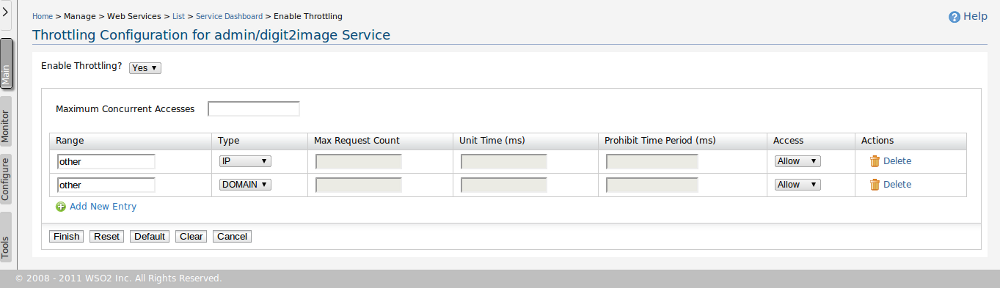 Home > Manage > Web Services > List > Service Dashboard > Enable Throttling
Help
Throttling Configuration for admin/digit2image Service
Main
Monitor
Configure
Tools
Enable Throttling? Yes
Maximum Concurrent Accesses
Range Type Max Request Count Unit Time (ms) Prohibit Time Period (ms) Access Actions
other IP Allow Delete
other DOMAIN Allow Delete
Add New Entry
Finish Reset Default Clear Cancel
© 2008 - 2011 WSO2 Inc. All Rights Reserved.